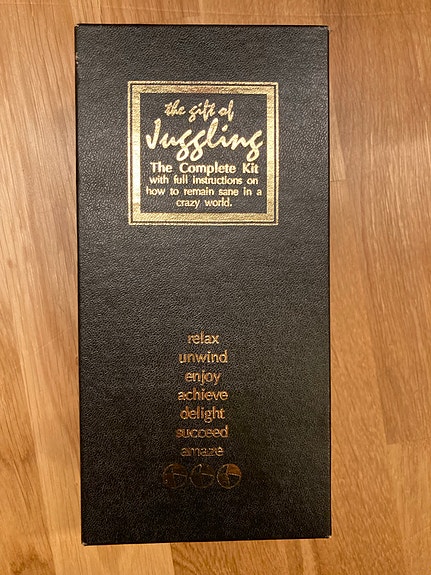 the gift of
Juggling
The Complete Kit
with full instructions on
how to remain sane in a
crazy world.
relax
unwind
enjoy
achieve
delight
succeed
amaze